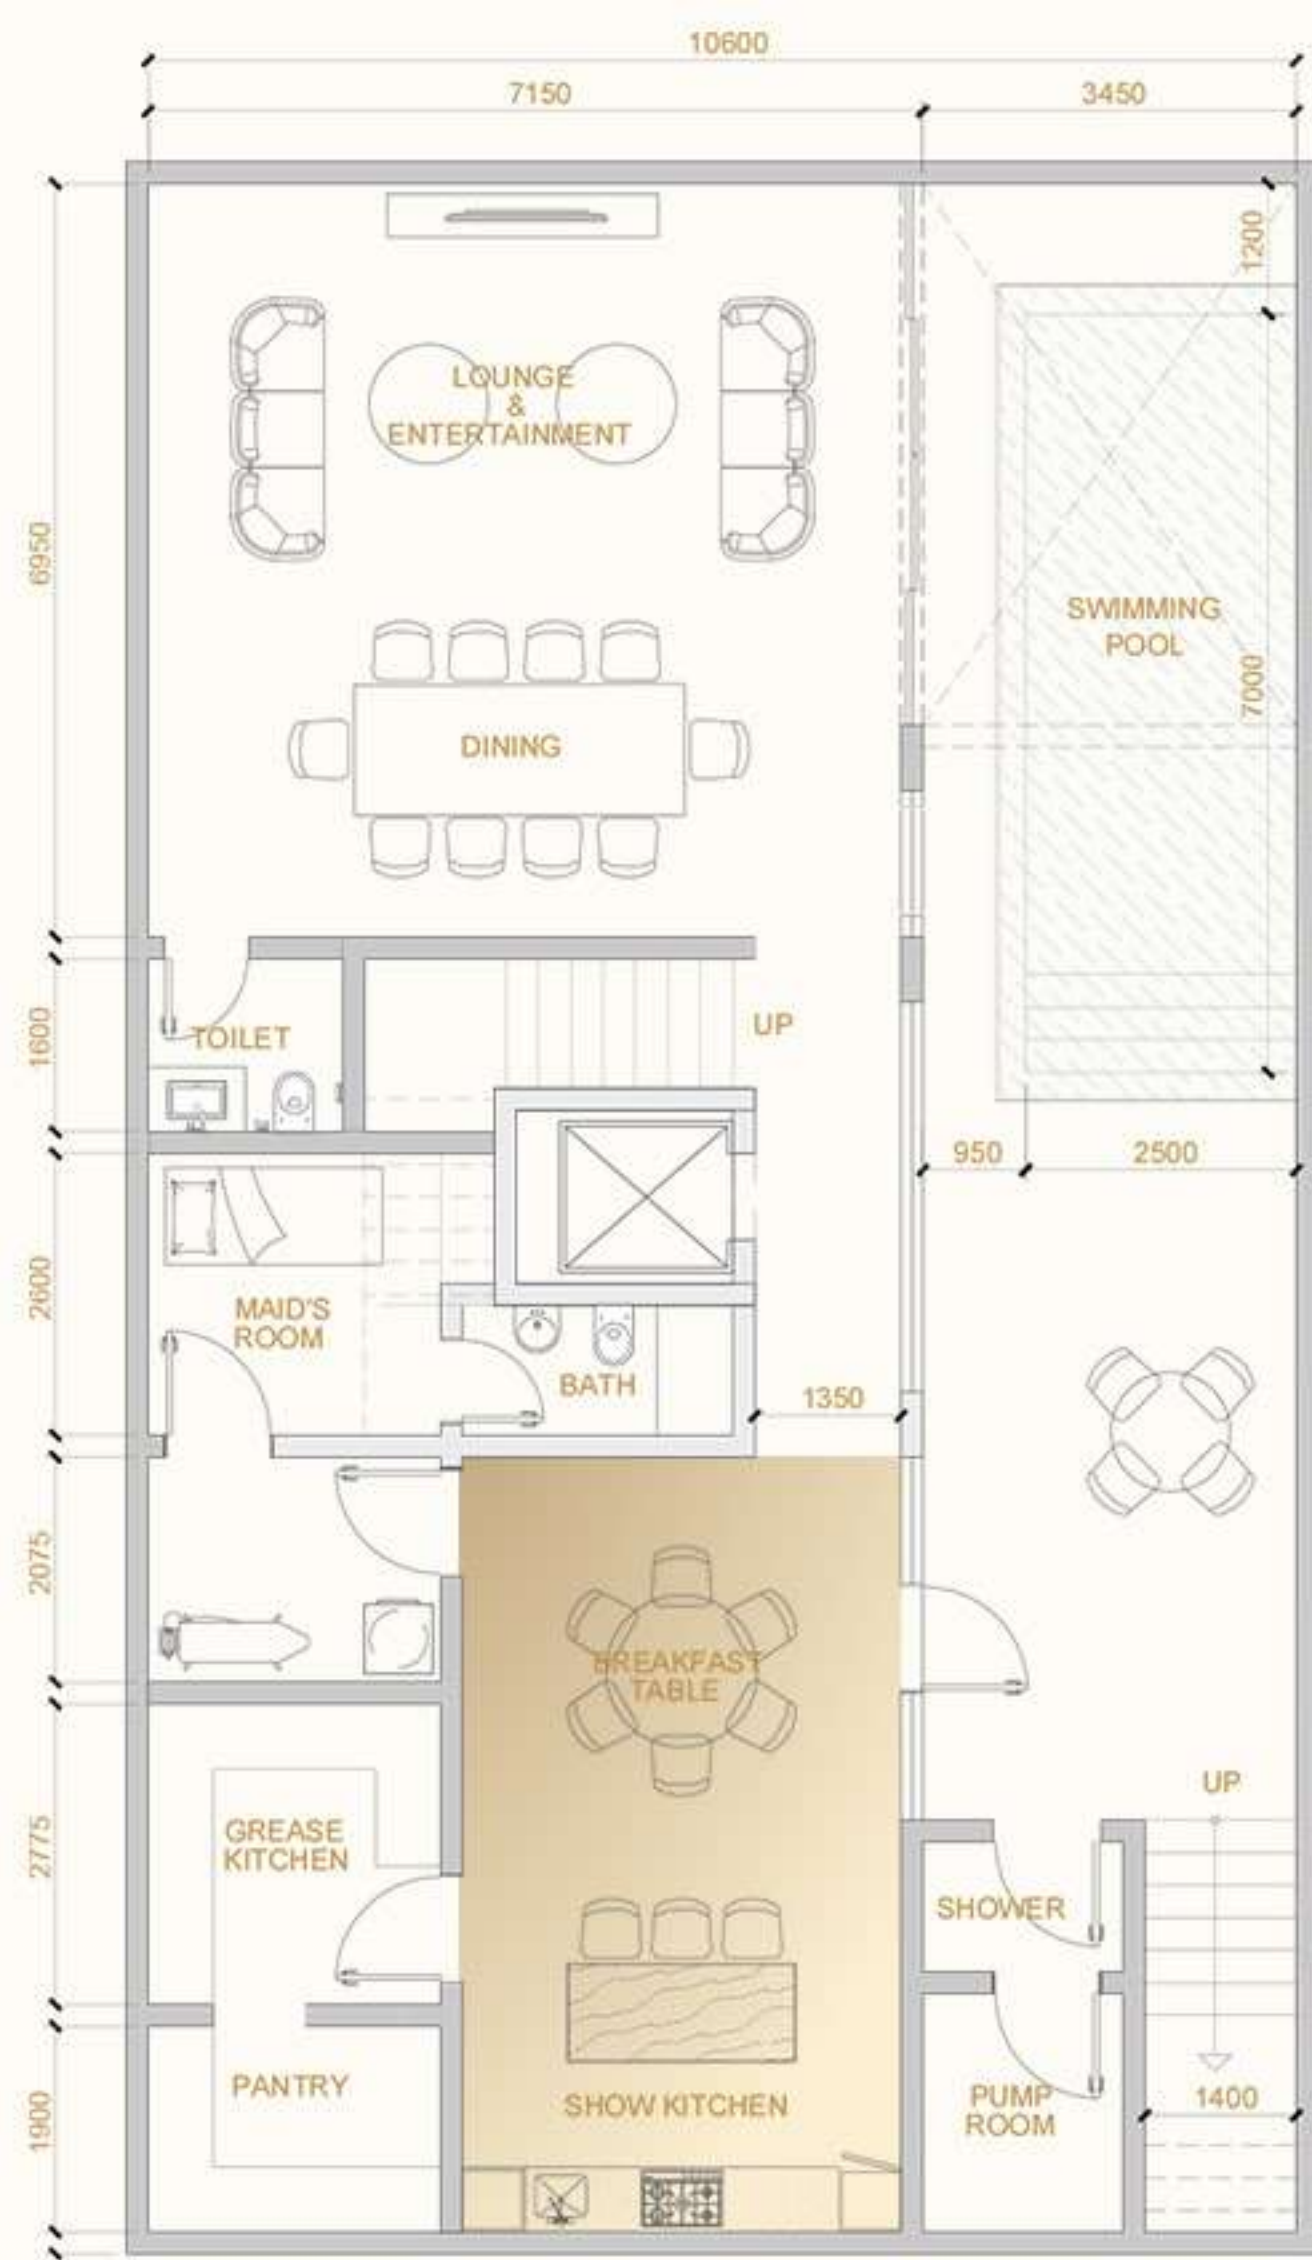 10600
7150
3450
1200
LOUNGE
&
ENTERTAINMENT
6950
SWIMMING
POOL
7000
DINING
1600
TOILET
UP
950
2500
2600
MAID'S
ROOM
BATH
1350
2075
BREAKFAST
TABLE
UP
2775
GREASE
KITCHEN
SHOWER
PANTRY
SHOW KITCHEN
PUMP
ROOM
1400
1900